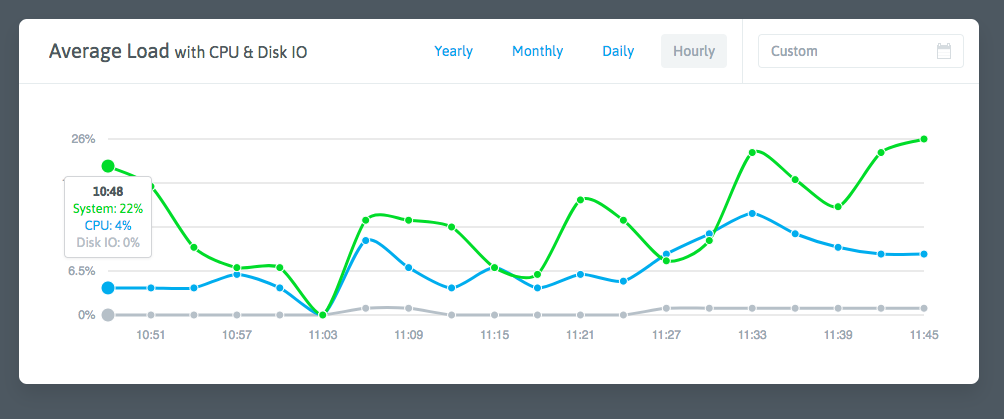 Average Load with CPU & Disk IO
Yearly
Monthly
Daily
Hourly
Custom
26%
10:48
System: 22%
CPU: 4%
Disk IO: 0%
6.5%
0%
10:51
10:57
11:03
11:09
11:15
11:21
11:27
11:33
11:39
11:45